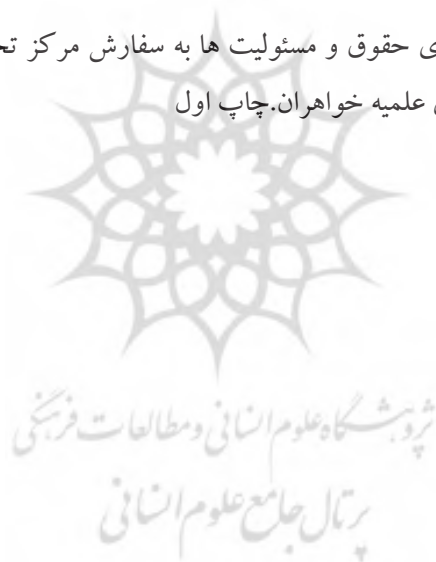 ی حقوق و مسئولیت ها به سفارش مرکز تح
علمیه خواهران.چاپ اول
پژوهشگاه علوم انسانی و مطالعات فرهنگی
پرتال جامع علوم انسانی